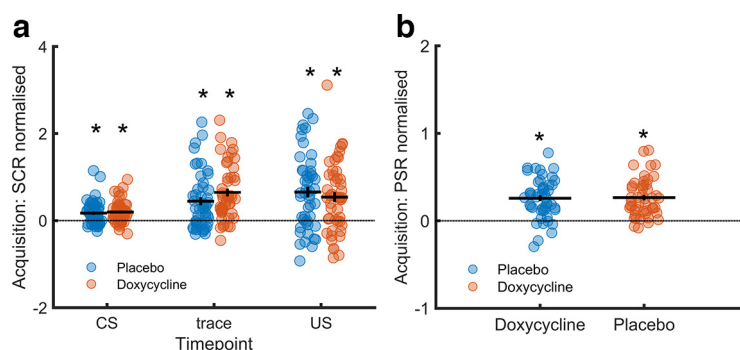 a
Acquisition: SCR normalised
4
2
0
-2
* * * * * *
Placebo
Doxycycline
CS trace US
Timepoint
b
Acquisition: PSR normalised
2
1
0
-1
* *
Placebo
Doxycycline
Doxycycline Placebo